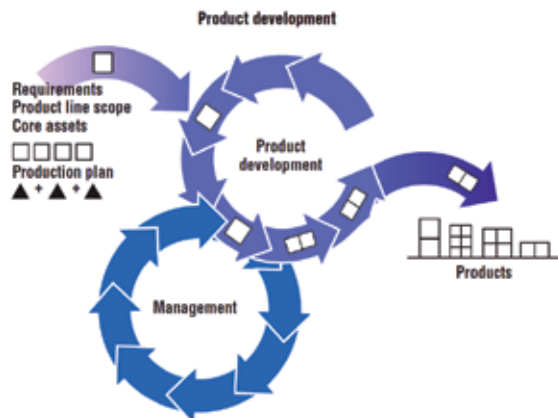 Product development
Requirements
Product line scope
Core assets
Production plan
+ +
Product
development
Management
Products